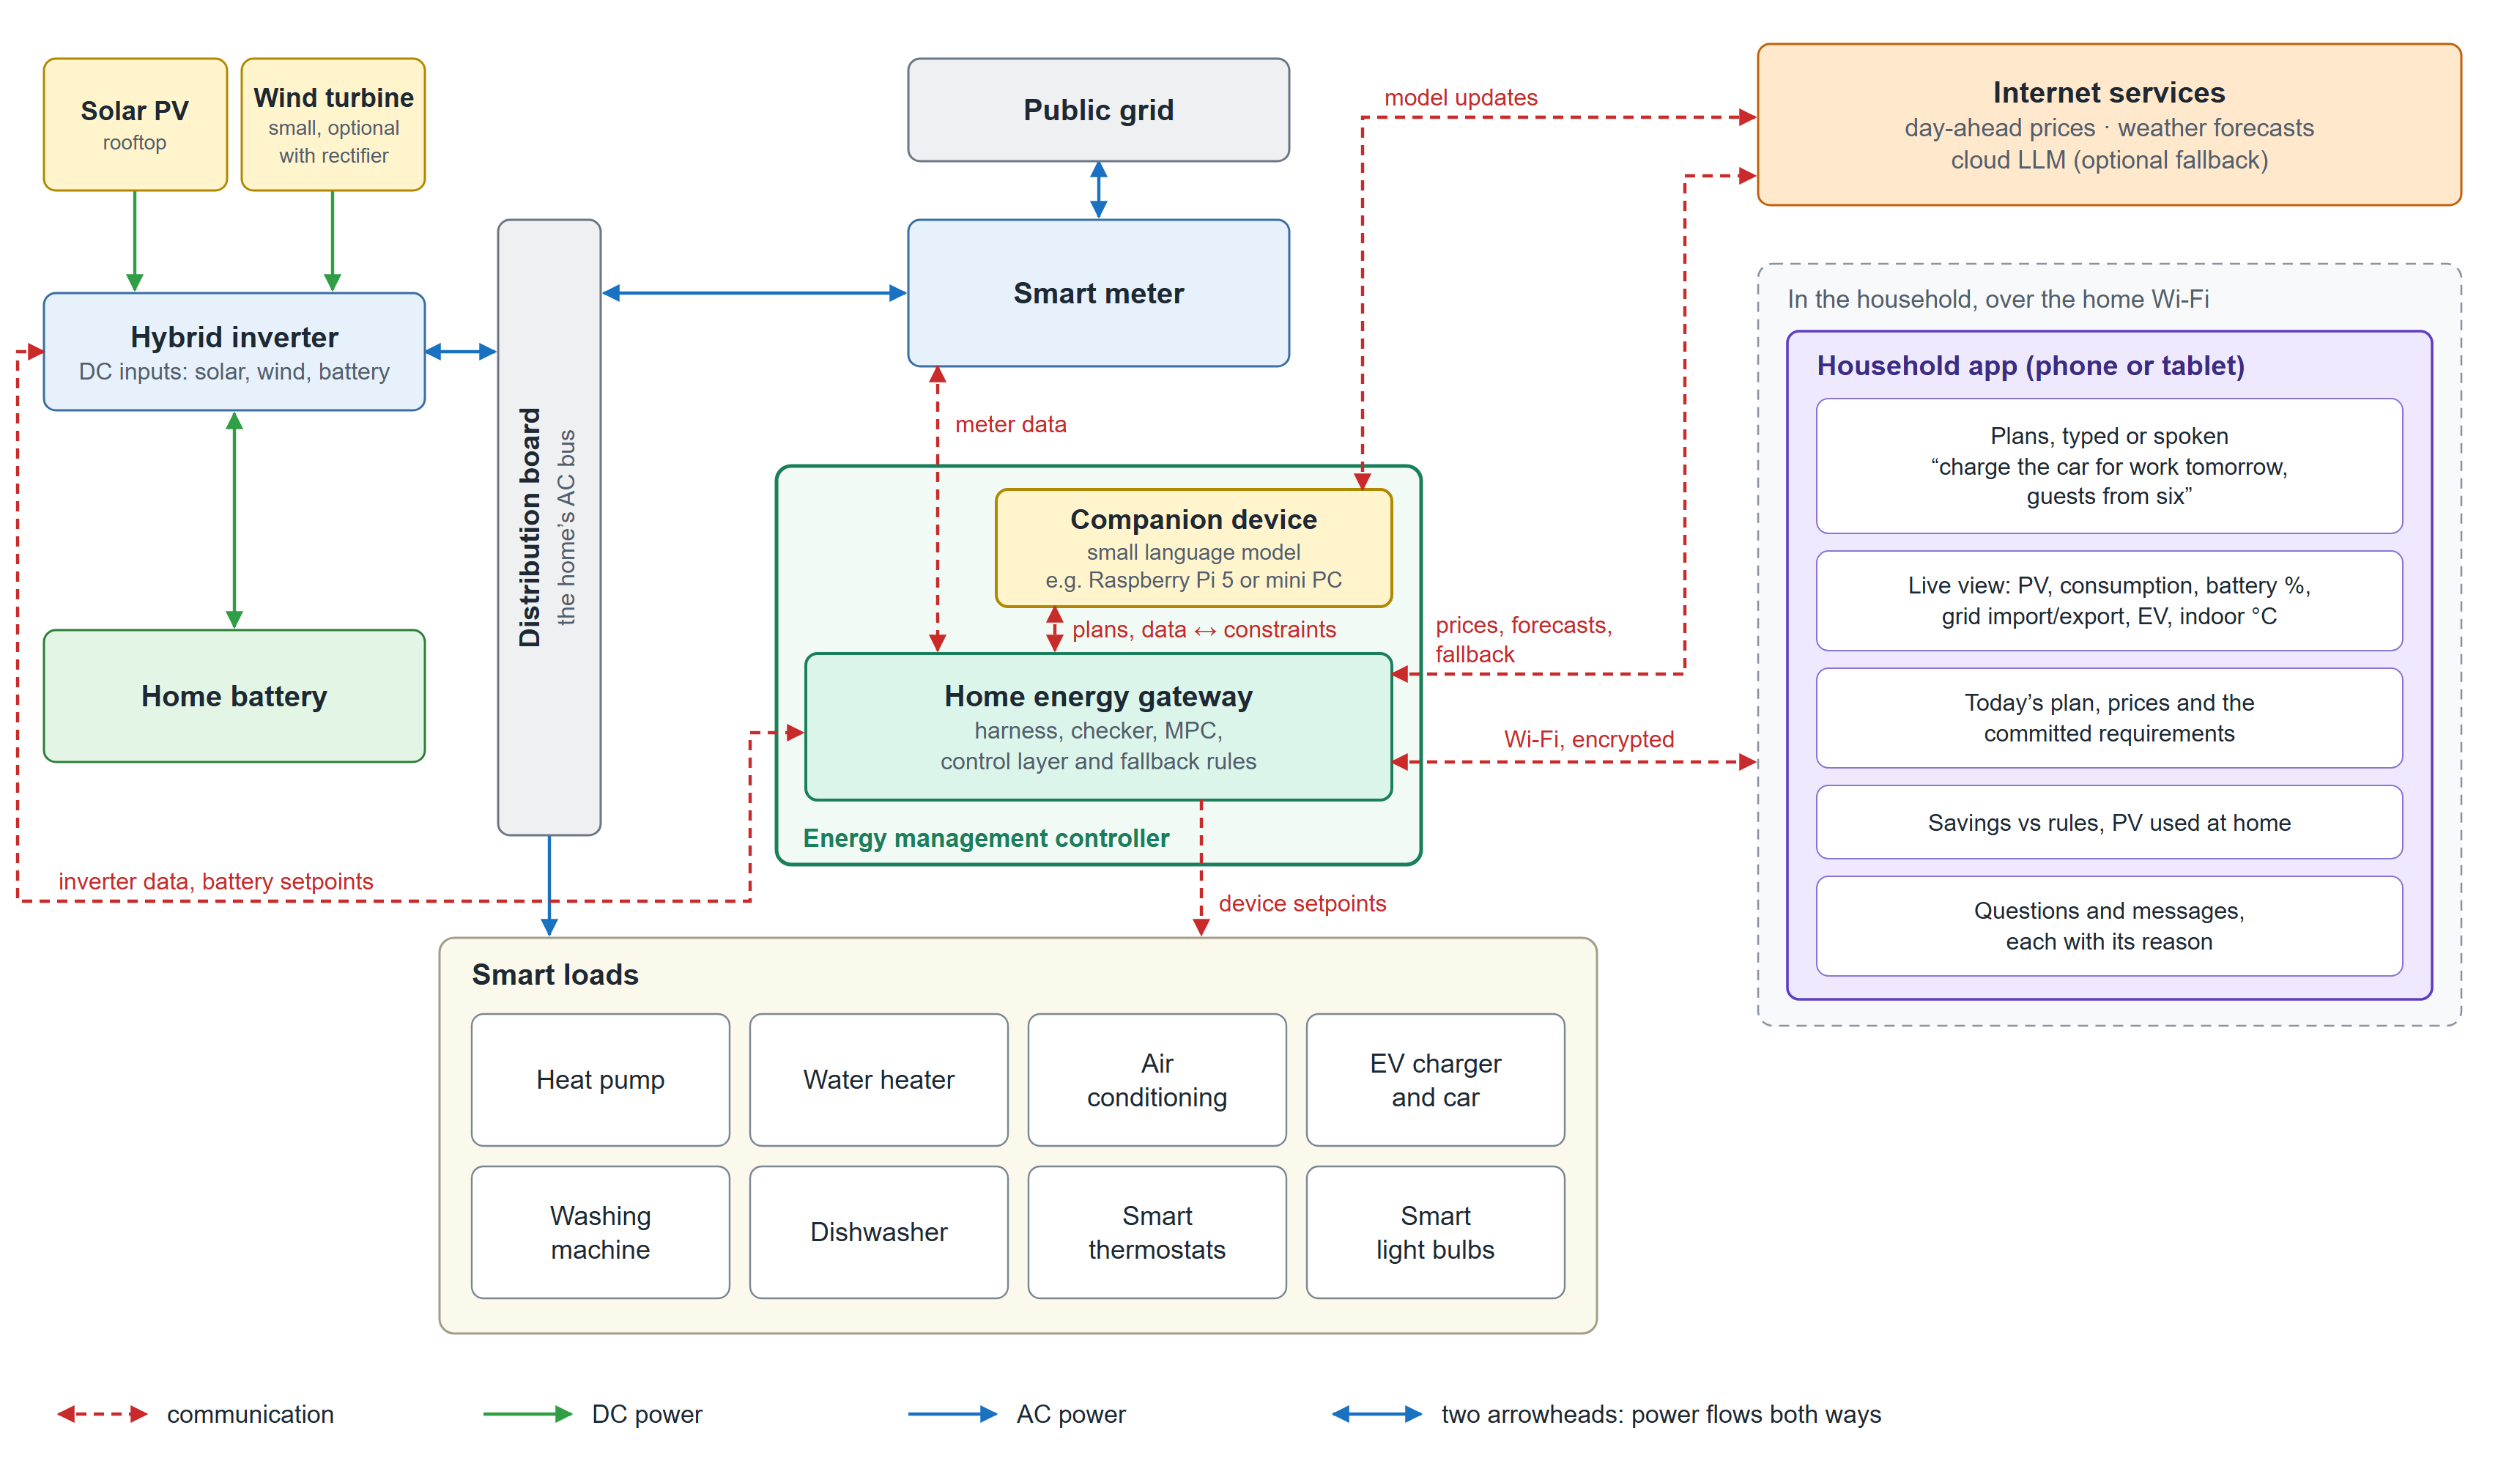 Solar PV
rooftop
Wind turbine
small, optional
with rectifier
Public grid
model updates
Internet services
day-ahead prices · weather forecasts
cloud LLM (optional fallback)
Hybrid inverter
DC inputs: solar, wind, battery
Distribution board
the home’s AC bus
Smart meter
meter data
In the household, over the home Wi-Fi
Household app (phone or tablet)
Plans, typed or spoken
“charge the car for work tomorrow,
guests from six”
Live view: PV, consumption, battery %,
grid import/export, EV, indoor °C
Today’s plan, prices and the
committed requirements
Savings vs rules, PV used at home
Questions and messages,
each with its reason
Companion device
small language model
e.g. Raspberry Pi 5 or mini PC
plans, data ↔ constraints
prices, forecasts,
fallback
Home battery
Home energy gateway
harness, checker, MPC,
control layer and fallback rules
Wi-Fi, encrypted
Energy management controller
inverter data, battery setpoints
device setpoints
Smart loads
Heat pump
Water heater
Air
conditioning
EV charger
and car
Washing
machine
Dishwasher
Smart
thermostats
Smart
light bulbs
communication
DC power
AC power
two arrowheads: power flows both ways